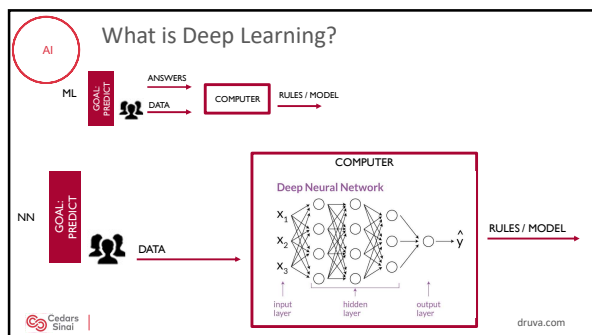 AI
What is Deep Learning?
ML
GOAL:
PREDICT
ANSWERS
DATA
COMPUTER
RULES / MODEL
NN
GOAL:
PREDICT
DATA
COMPUTER
Deep Neural Network
x1
x2
x3
ŷ
input
layer
hidden
layer
output
layer
RULES / MODEL
Cedars
Sinai
druva.com